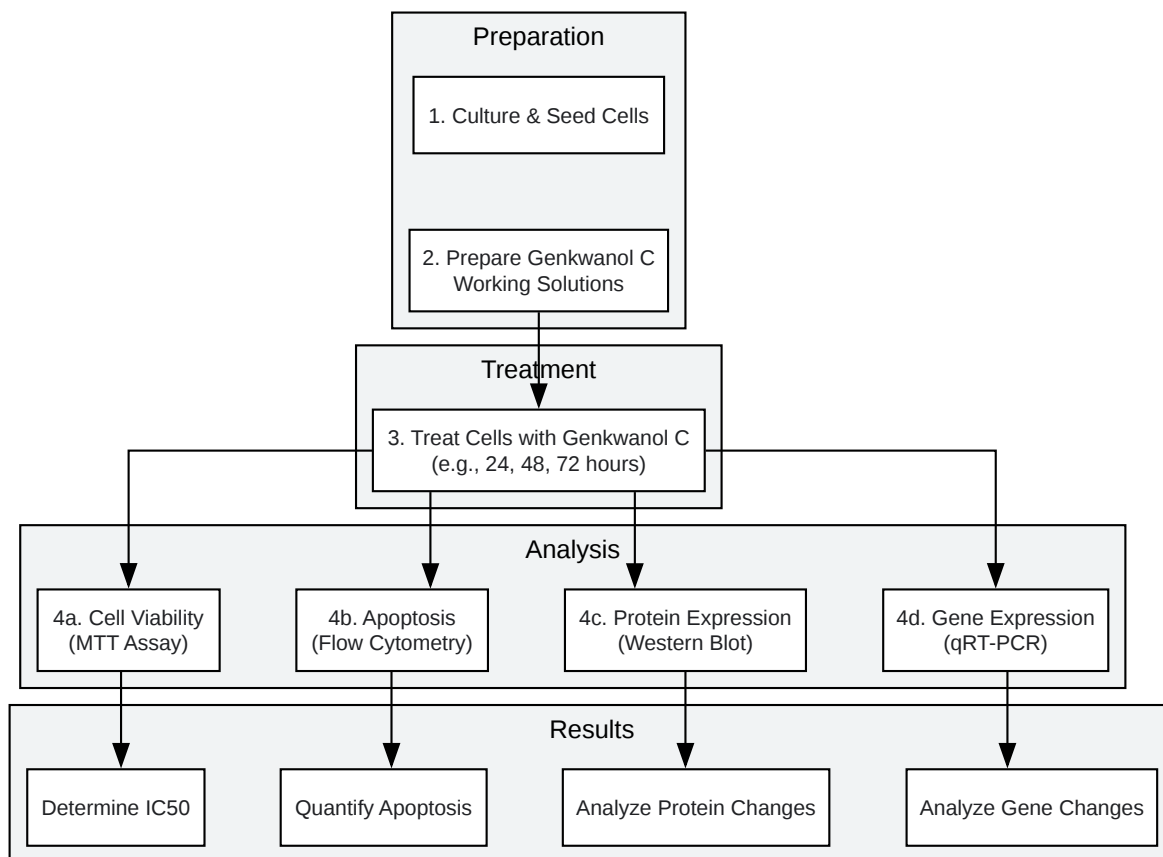 Preparation
1. Culture & Seed Cells
2. Prepare Genkwanol C
Working Solutions
Treatment
3. Treat Cells with Genkwanol C
(e.g., 24, 48, 72 hours)
Analysis
4a. Cell Viability
(MTT Assay)
4b. Apoptosis
(Flow Cytometry)
4c. Protein Expression
(Western Blot)
4d. Gene Expression
(qRT-PCR)
Results
Determine IC50
Quantify Apoptosis
Analyze Protein Changes
Analyze Gene Changes